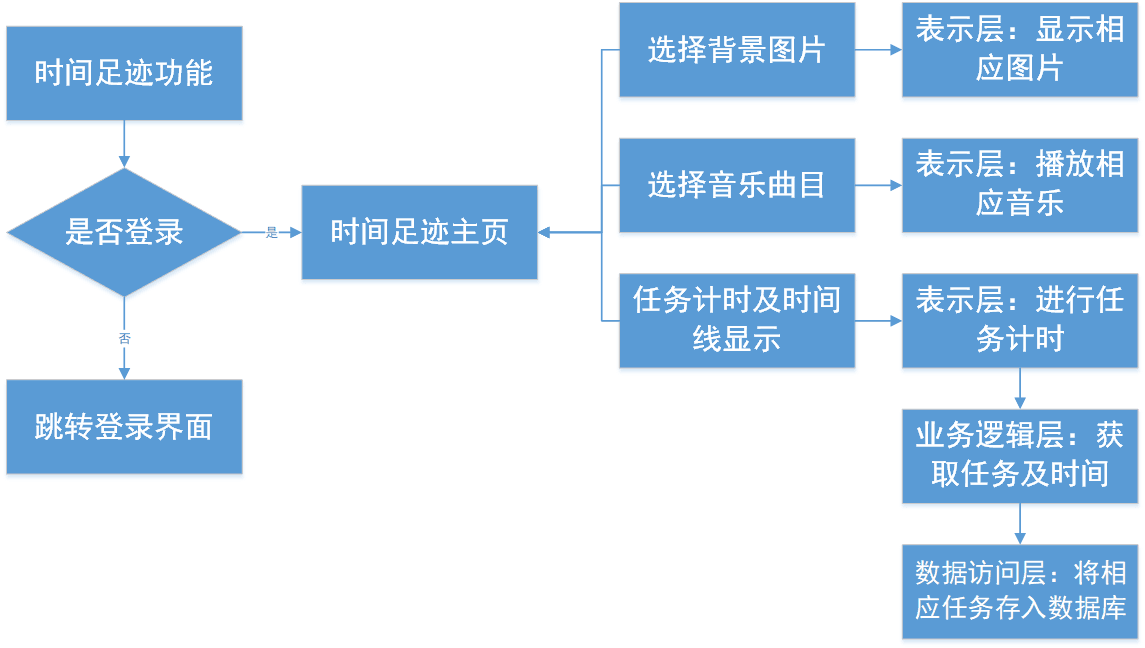 时间足迹功能
是否登录
是
否
跳转登录界面
时间足迹主页
选择背景图片
表示层：显示相
应图片
选择音乐曲目
表示层：播放相
应音乐
任务计时及时间
线显示
表示层：进行任
务计时
业务逻辑层：获
取任务及时间
数据访问层：将相
应任务存入数据库